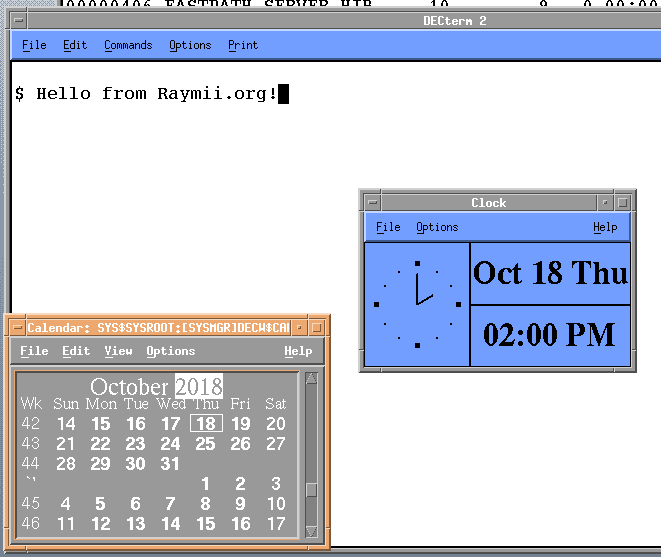 00000406 FASTPATH_SERVER HIB 10 9 0 00:00
DECterm 2
File Edit Commands Options Print
$ Hello from Raymii.org!
Clock
File Options Help
Oct 18 Thu
02:00 PM
Calendar: SYS$SYSROOT:[SYSMGR]DECW$CAL
File Edit View Options Help
October 2018
Wk Sun Mon Tue Wed Thu Fri Sat
42 14 15 16 17 18 19 20
43 21 22 23 24 25 26 27
44 28 29 30 31
1 2 3
45 4 5 6 7 8 9 10
46 11 12 13 14 15 16 17